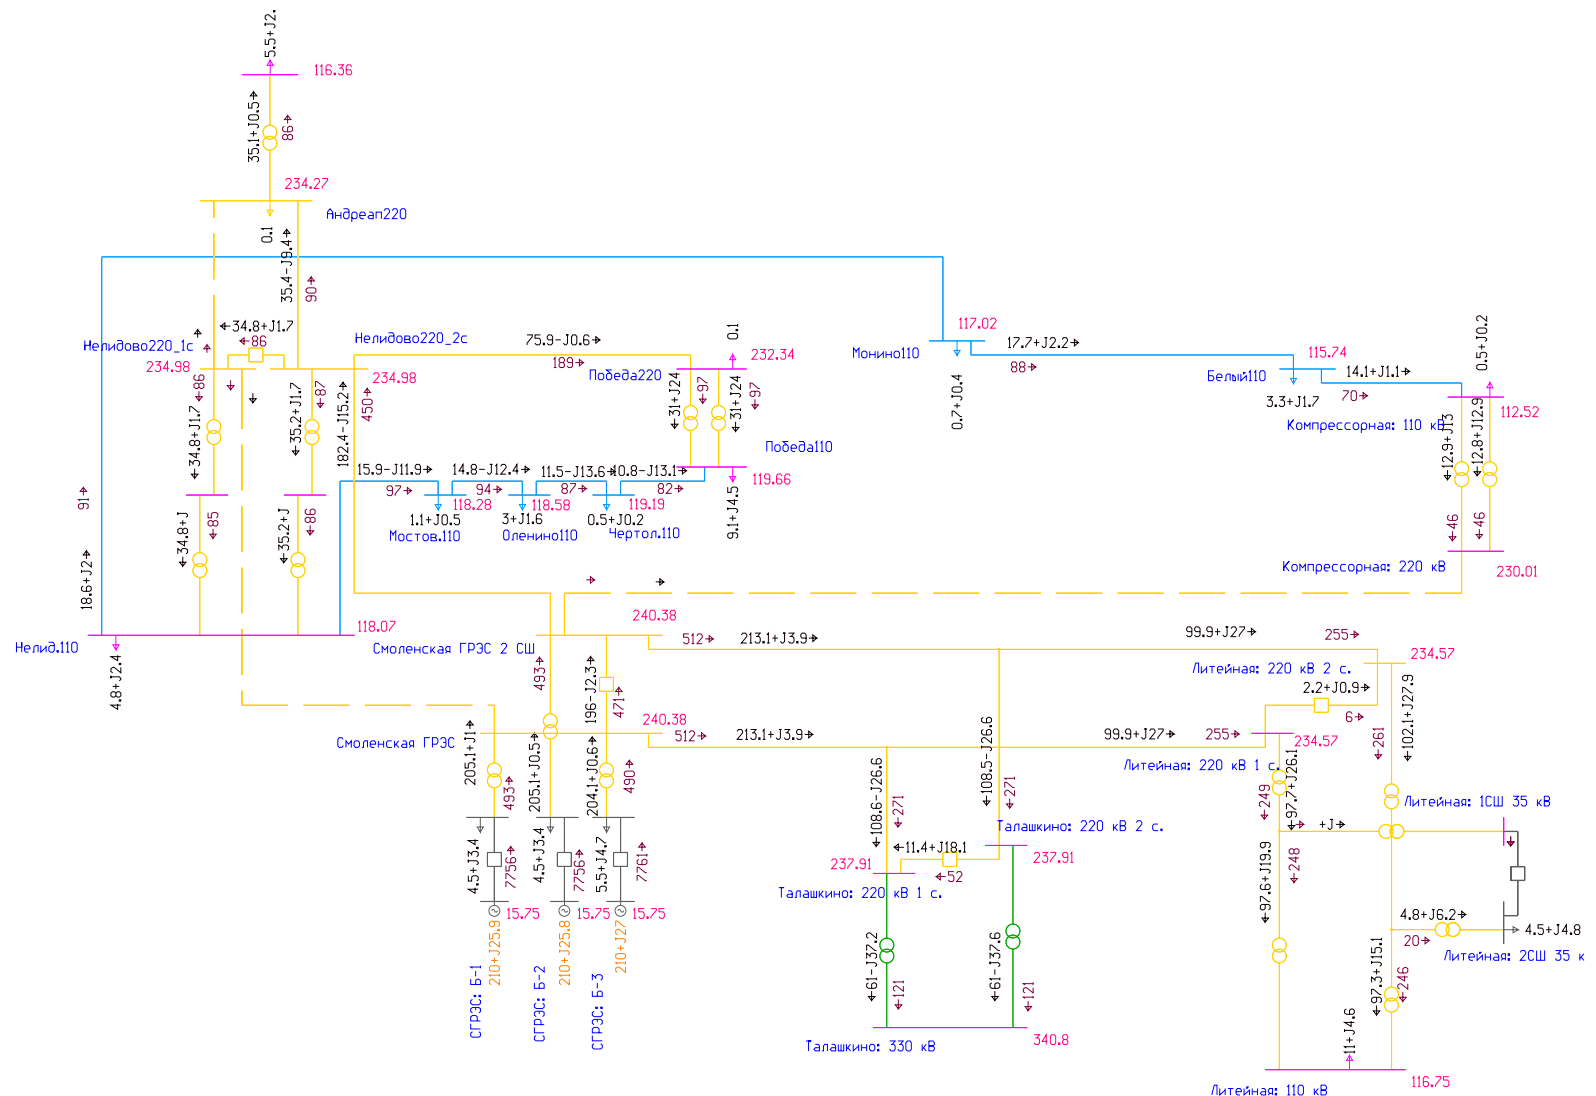 5.5+J2.
116.36
35.1+J0.5
86
234.27
Андреап220
0.1
35.4-J9.4
90
34.8+J1.7
86
Нелидово220_1с
234.98
Нелидово220_2с
234.98
75.9-J0.6
189
0.1
232.34
Победа220
86
34.8+J1.7
35.2+J1.7
87
182.4-J15.2
450
31+J24
97
31+J24
97
Победа110
119.66
9.1+J4.5
15.9-J11.9
97
14.8-J12.4
94
11.5-J13.6
87
10.8-J13.1
82
118.28
118.58
119.19
1.1+J0.5
3+J1.6
0.5+J0.2
Мостов.110
Оленино110
Чертол.110
34.8+J
85
35.2+J
86
91
18.6+J2
118.07
Нелид.110
4.8+J2.4
117.02
Монино110
0.7+J0.4
17.7+J2.2
88
115.74
Белый110
3.3+J1.7
14.1+J1.1
70
0.5+J0.2
112.52
Компрессорная: 110 кВ
12.9+J13
12.8+J12.9
46
46
Компрессорная: 220 кВ
230.01
240.38
Смоленская ГРЭС 2 СШ
512
213.1+J3.9
99.9+J27
255
234.57
Литейная: 220 кВ 2 с.
493
196-J2.3
471
240.38
Смоленская ГРЭС
512
213.1+J3.9
99.9+J27
255
234.57
Литейная: 220 кВ 1 с.
2.2+J0.9
6
261
102.1+J27.9
205.1+J1
493
205.1+J0.5
204.1+J0.6
490
4.5+J3.4
7756
4.5+J3.4
7756
5.5+J4.7
7761
15.75
15.75
15.75
210+J25.9
210+J25.8
210+J27
СГРЭС: Б-1
СГРЭС: Б-2
СГРЭС: Б-3
108.6-J26.6
271
108.5-J26.6
271
Талашкино: 220 кВ 2 с.
237.91
11.4+J18.1
52
237.91
Талашкино: 220 кВ 1 с.
61-J37.2
121
61-J37.6
121
Талашкино: 330 кВ
340.8
249
97.7+J26.1
+J
Литейная: 1СШ 35 кВ
97.6+J19.9
248
4.8+J6.2
20
4.5+J4.8
Литейная: 2СШ 35 к
97.3+J15.1
246
11+J4.6
116.75
Литейная: 110 кВ